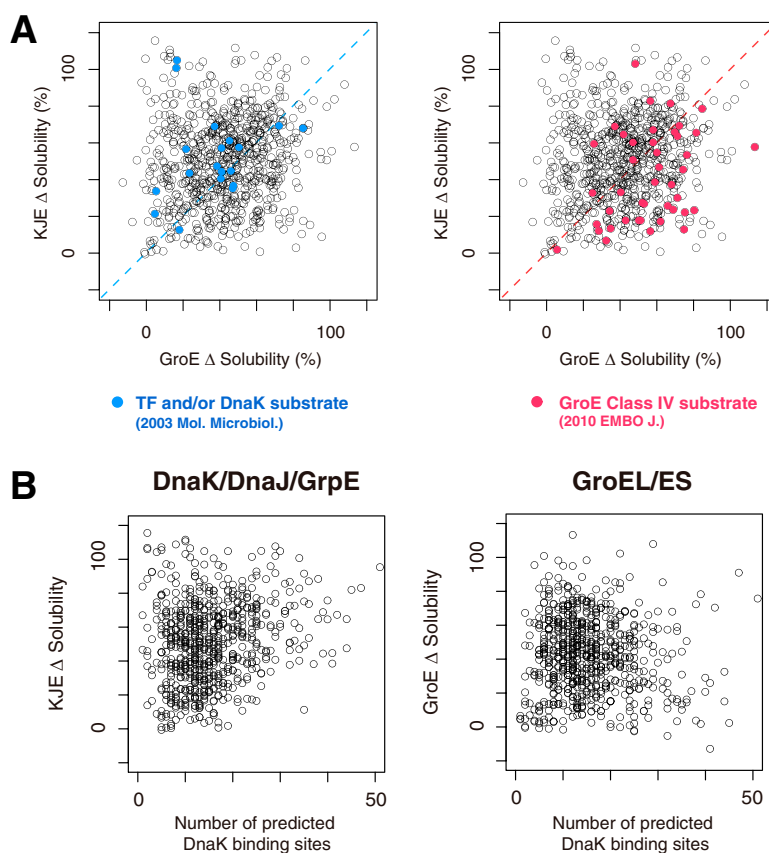 A
KJE Δ Solubility (%)
100
0
0
100
GroE Δ Solubility (%)
TF and/or DnaK substrate
(2003 Mol. Microbiol.)
KJE Δ Solubility (%)
100
0
0
100
GroE Δ Solubility (%)
GroE Class IV substrate
(2010 EMBO J.)
B
DnaK/DnaJ/GrpE
KJE Δ Solubility
100
0
0
50
Number of predicted
DnaK binding sites
GroEL/ES
GroE Δ Solubility
100
0
0
50
Number of predicted
DnaK binding sites